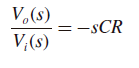 V_o(s)/V_i(s) = −sCR